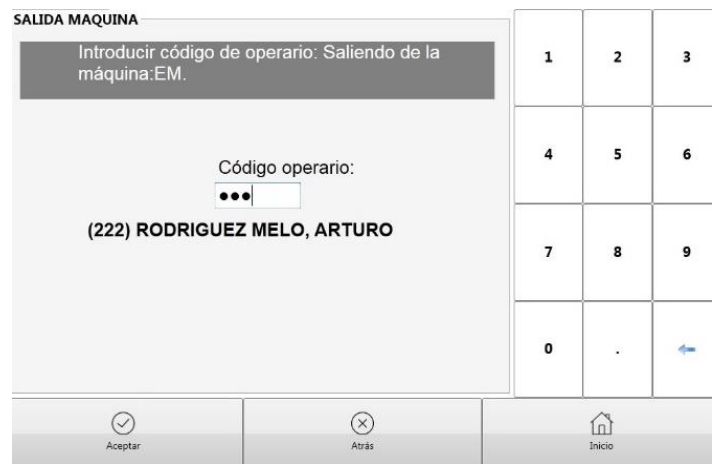 SALIDA MAQUINA
Introducir código de operario: Saliendo de la
máquina:EM.
Código operario:
●●●
(222) RODRIGUEZ MELO, ARTURO
1 2 3
4 5 6
7 8 9
0 .
Aceptar Atrás Inicio